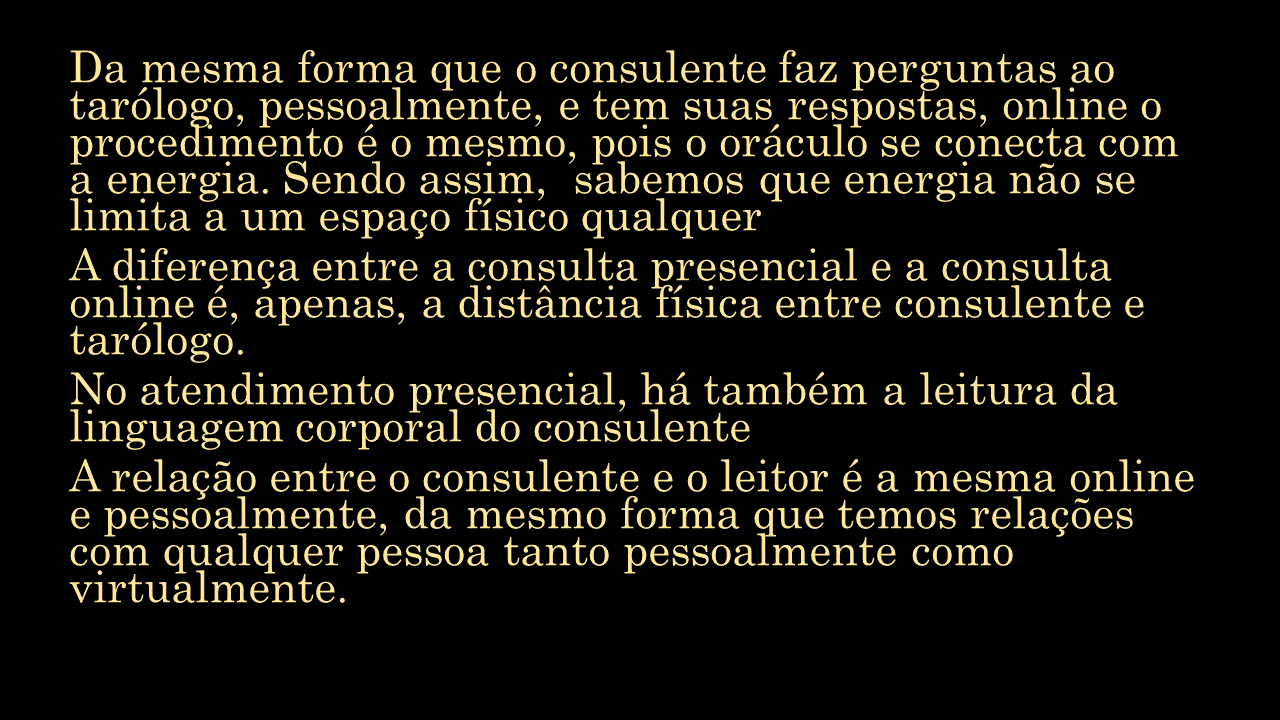 Da mesma forma que o consulente faz perguntas ao
tarólogo, pessoalmente, e tem suas respostas, online o
procedimento é o mesmo, pois o oráculo se conecta com
a energia. Sendo assim,  sabemos que energia não se
limita a um espaço físico qualquer
A diferença entre a consulta presencial e a consulta
online é, apenas, a distância física entre consulente e
tarólogo.
No atendimento presencial, há também a leitura da
linguagem corporal do consulente
A relação entre o consulente e o leitor é a mesma online
e pessoalmente, da mesmo forma que temos relações
com qualquer pessoa tanto pessoalmente como
virtualmente.